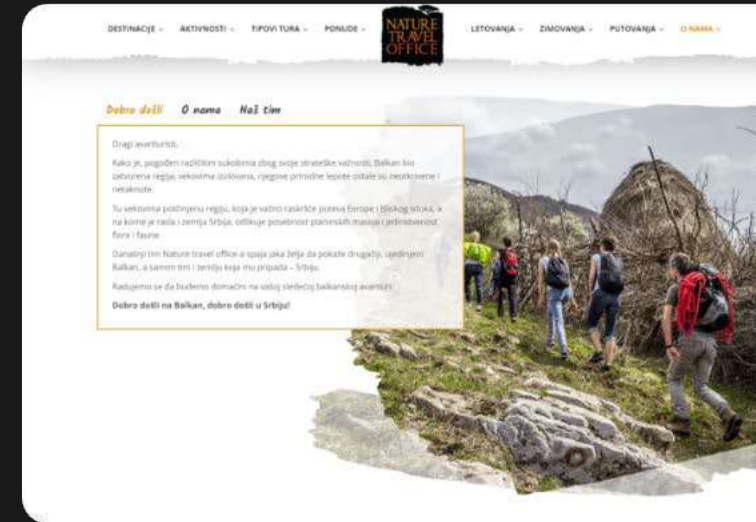 DESTINACIJE AKTIVNOSTI TIPOVI TURA PONUDE NATURE TRAVEL OFFICE LETOVANJA ZIMOVANJA PUTOVANJA O NAMA
Dobro došli O nama Naš tim
Dragi avanturisti,
Kako je, pogođen različitim sukobima zbog svoje strateške važnosti, Balkan bio
zatvorena regija, vekovima izolovana, njegove prirodne lepote ostale su neotkrivene i
netaknute.
Tu vekovima potčinjenu regiju, koja je važno raskršće puteva Evrope i Bliskog istoka, a
na kome je rasla i zemlja Srbija, odlikuje posebnost planinskih masiva i jedinstvenost
flore i faune.
Današnji tim Nature travel office-a spaja jaka želja da pokaže drugačiji, ujedinjeni
Balkan, a samim tim i zemlju koja mu pripada – Srbiju.
Radujemo se da budemo domaćini na vašoj sledećoj balkanskoj avanturi!
Dobro došli na Balkan, dobro došli u Srbiju!